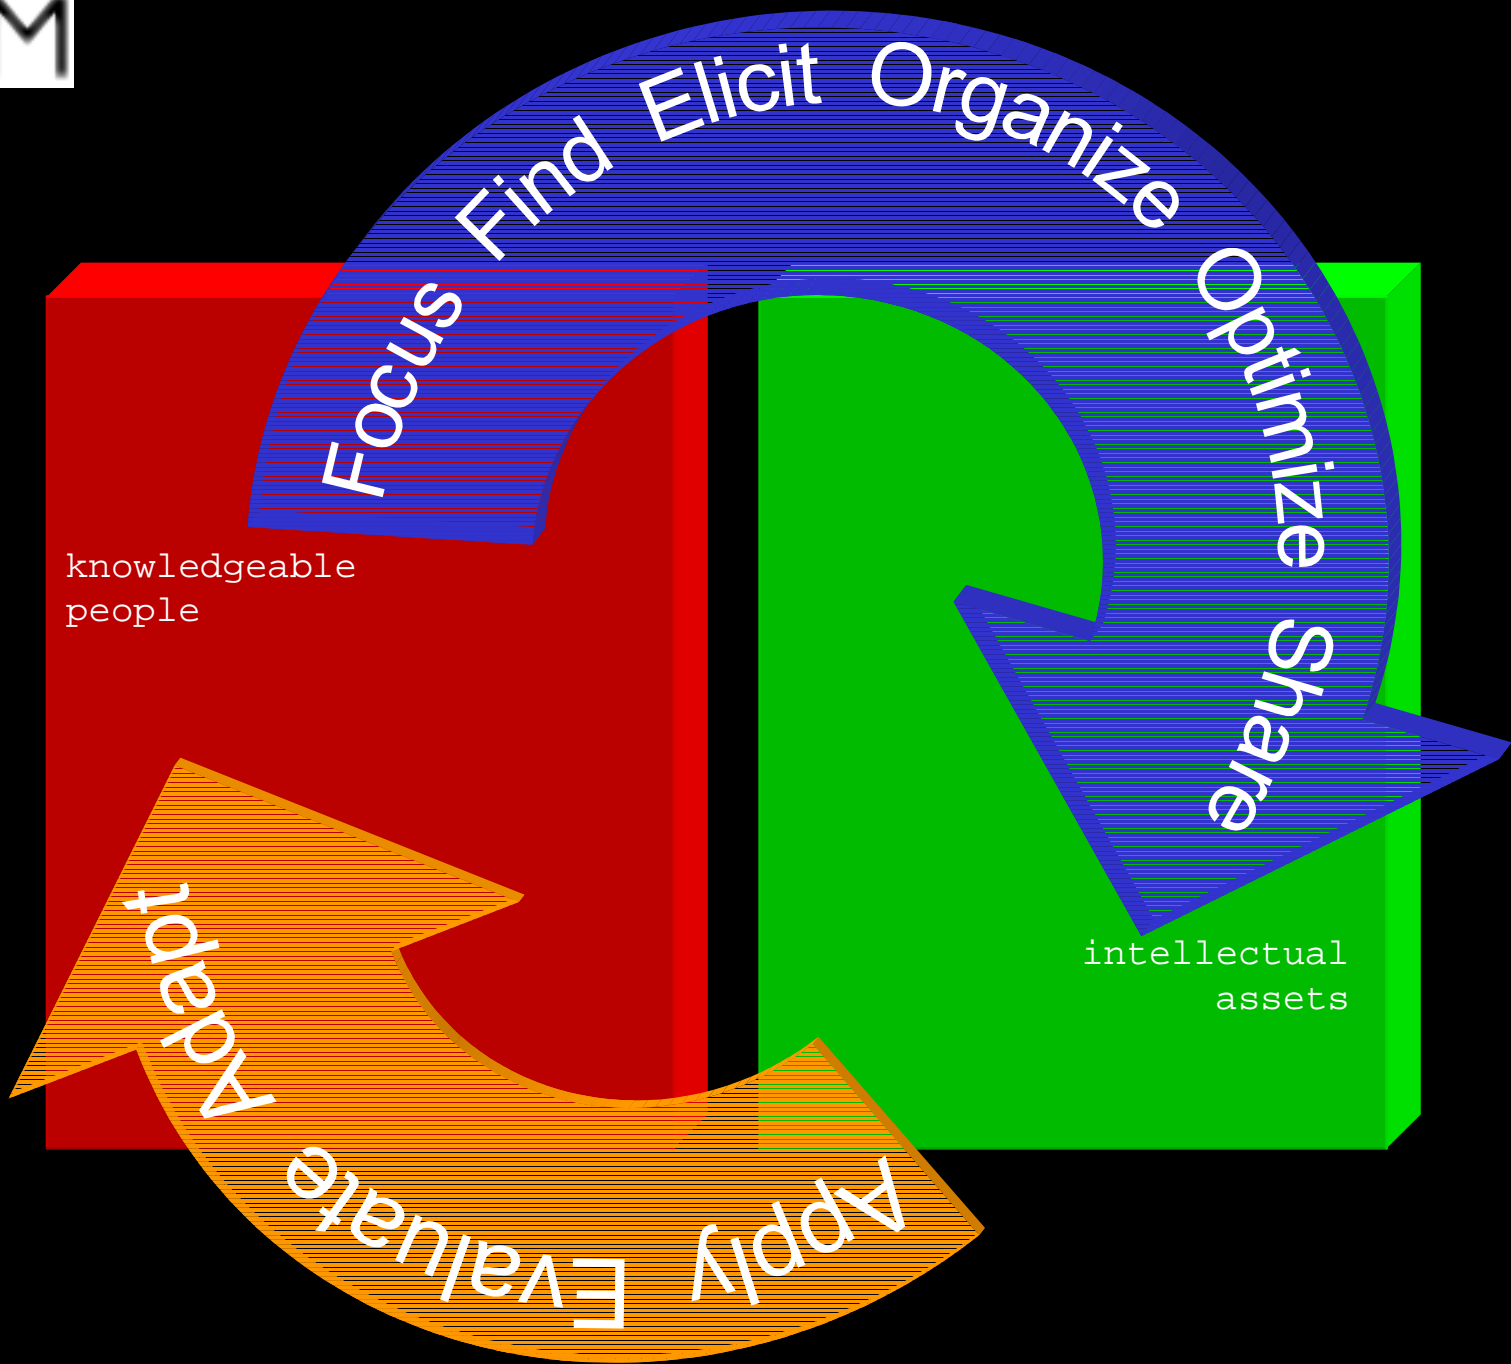 M
Focus Find Elicit Organize Optimize Share
knowledgeable
people
intellectual
assets
Apply Evaluate Adapt